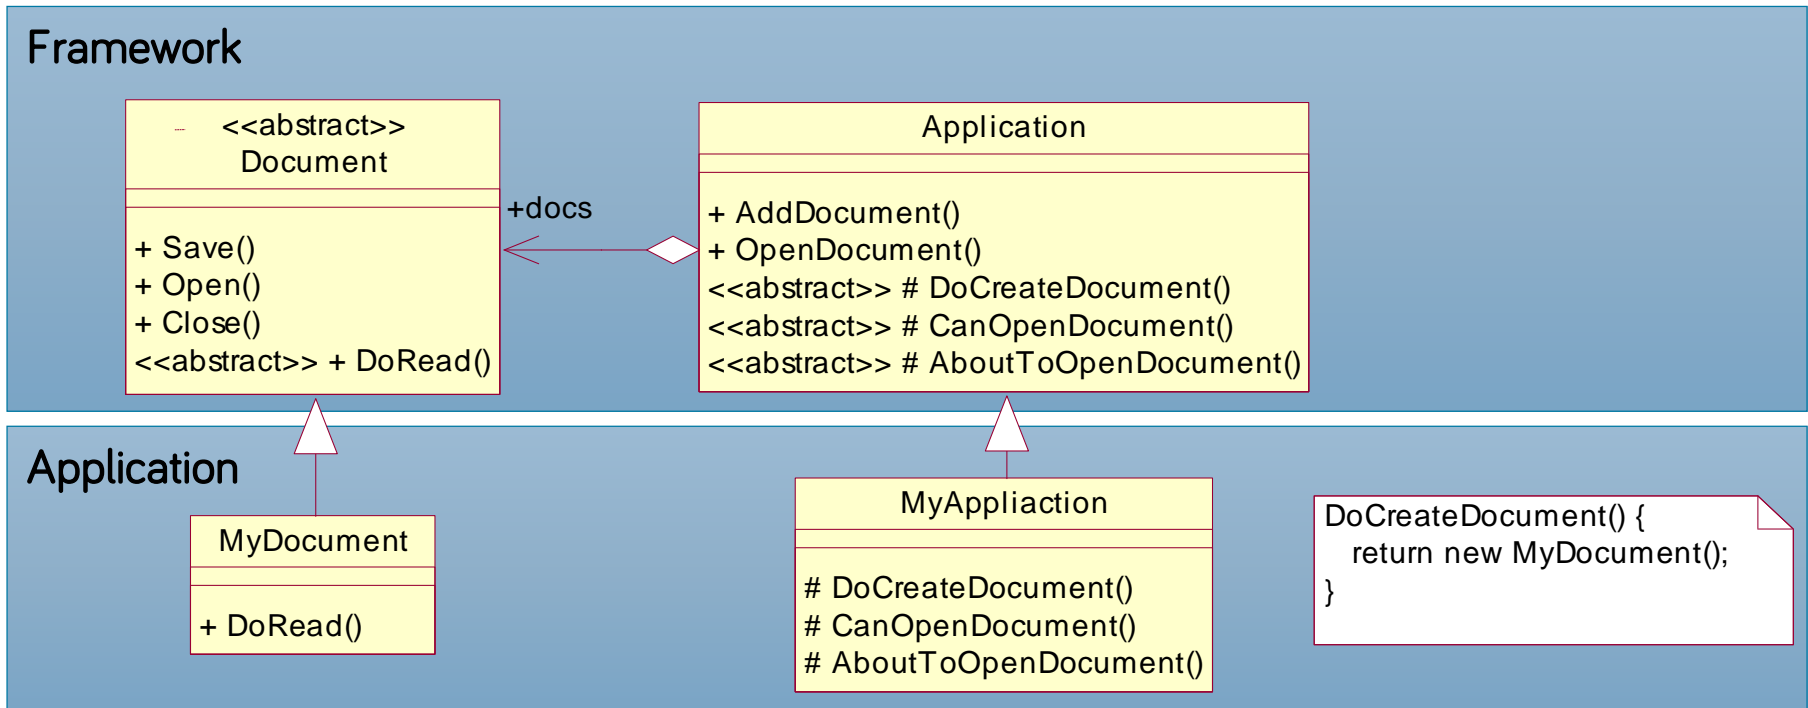 Framework
<<abstract>>
Document
+ Save()
+ Open()
+ Close()
<<abstract>> + DoRead()
+docs
Application
+ AddDocument()
+ OpenDocument()
<<abstract>> # DoCreateDocument()
<<abstract>> # CanOpenDocument()
<<abstract>> # AboutToOpenDocument()
Application
MyDocument
+ DoRead()
MyAppliaction
# DoCreateDocument()
# CanOpenDocument()
# AboutToOpenDocument()
DoCreateDocument() {
return new MyDocument();
}